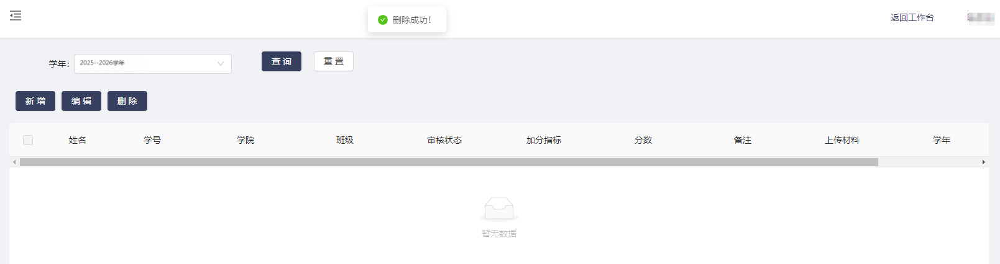 删除成功！
返回工作台
学年：
2025--2026学年
查 询
重 置
新 增
编 辑
删 除
姓名
学号
学院
班级
审核状态
加分指标
分数
备注
上传材料
学年
暂无数据